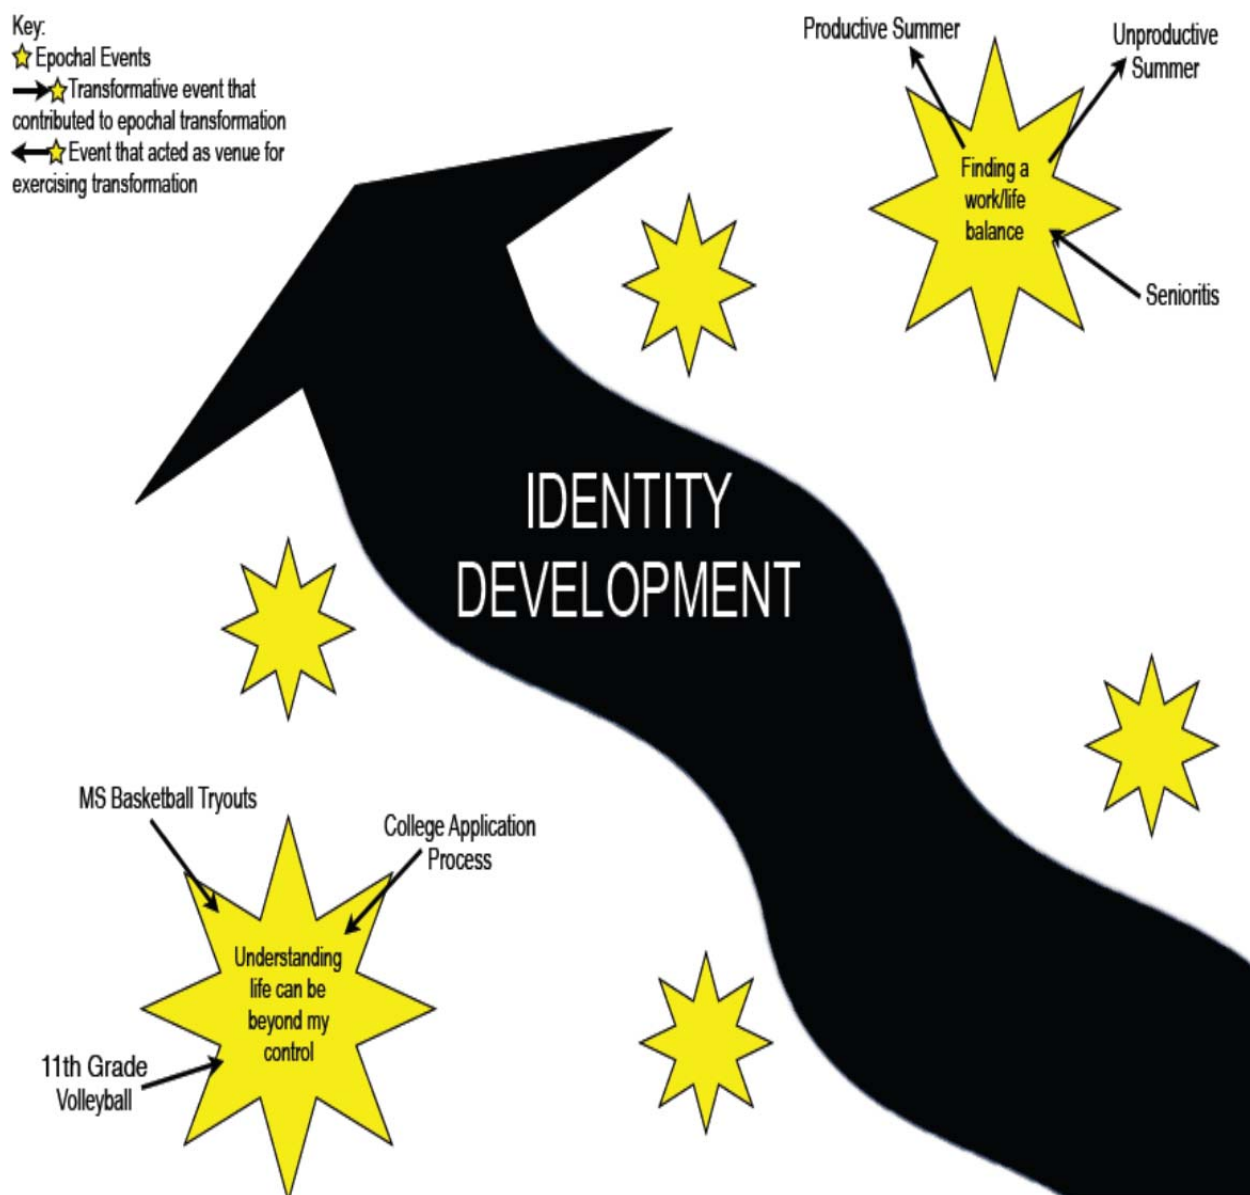 Key:
Epochal Events
Transformative event that
contributed to epochal transformation
Event that acted as venue for
exercising transformation
Productive Summer
Unproductive
Summer
Finding a
work/life
balance
Senioritis
IDENTITY
DEVELOPMENT
MS Basketball Tryouts
College Application
Process
Understanding
life can be
beyond my
control
11th Grade
Volleyball